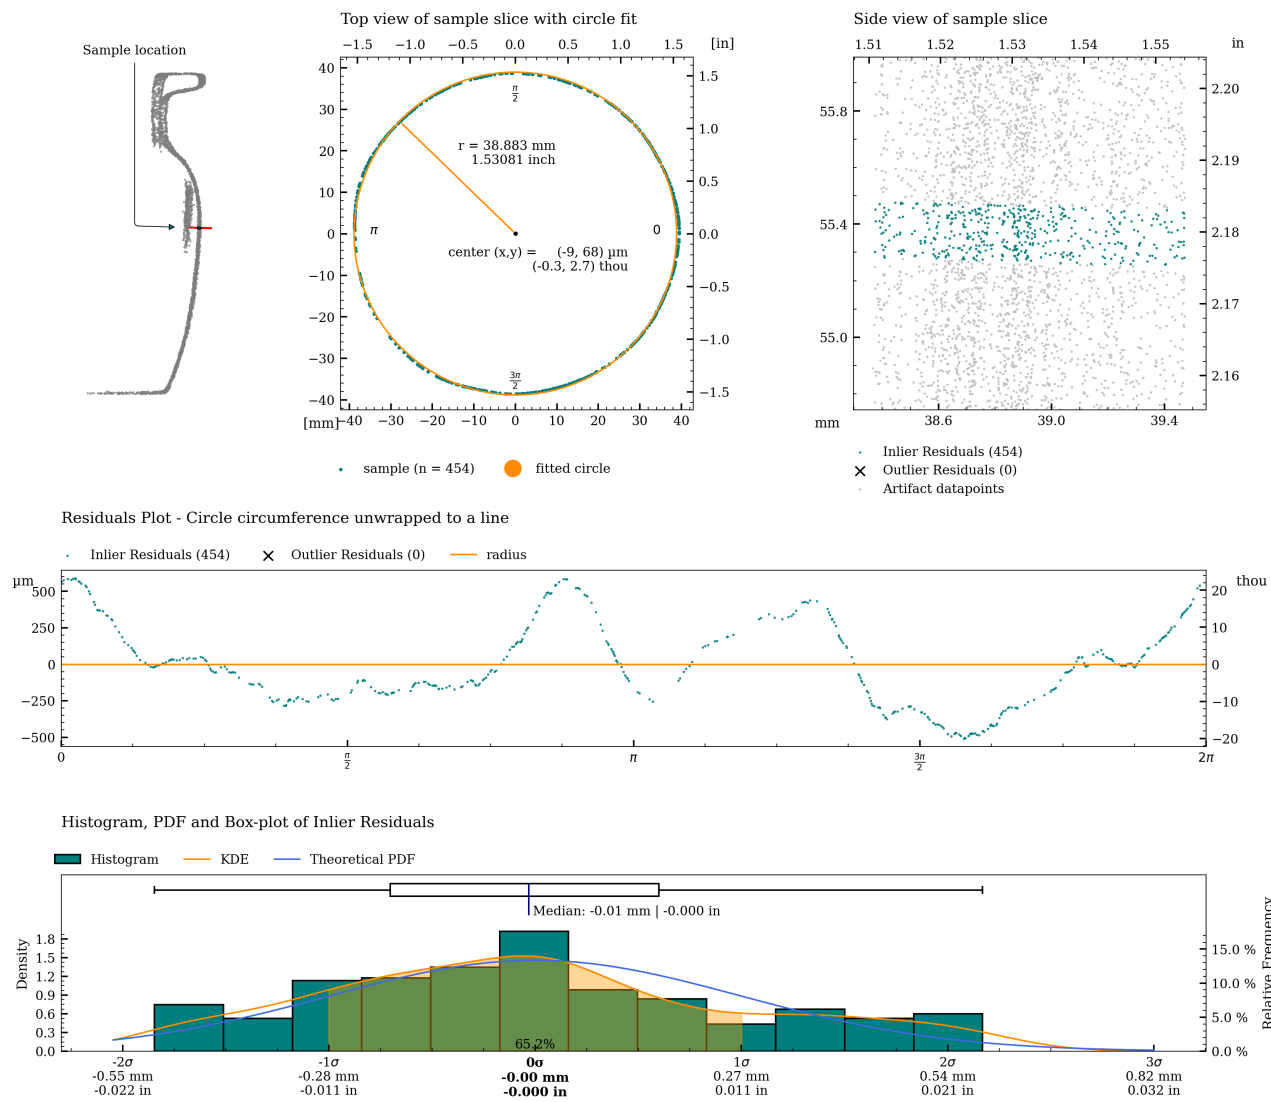 Top view of sample slice with circle fit
Side view of sample slice
Sample location
−1.5 −1.0 −0.5 0.0 0.5 1.0 1.5 [in]
1.51 1.52 1.53 1.54 1.55 in
40
30
20
10
0
−10
−20
−30
−40
1.5
1.0
0.5
0.0
−0.5
−1.0
−1.5
π/2
r = 38.883 mm
1.53081 inch
π
0
center (x,y) = (-9, 68) µm
(-0.3, 2.7) thou
3π/2
[mm] −40 −30 −20 −10 0 10 20 30 40
55.8
55.4
55.0
2.20
2.19
2.18
2.17
2.16
mm 38.6 39.0 39.4
sample (n = 454) fitted circle
Inlier Residuals (454)
Outlier Residuals (0)
Artifact datapoints
Residuals Plot - Circle circumference unwrapped to a line
Inlier Residuals (454) Outlier Residuals (0) radius
µm
500
250
0
−250
−500
thou
20
10
0
−10
−20
0 π/2 π 3π/2 2π
Histogram, PDF and Box-plot of Inlier Residuals
Histogram KDE Theoretical PDF
Median: -0.01 mm | -0.000 in
Density
1.8
1.5
1.2
0.9
0.6
0.3
0.0
Relative Frequency
15.0 %
10.0 %
5.0 %
0.0 %
65.2%
-2σ -1σ 0σ 1σ 2σ 3σ
-0.55 mm -0.28 mm -0.00 mm 0.27 mm 0.54 mm 0.82 mm
-0.022 in -0.011 in -0.000 in 0.011 in 0.021 in 0.032 in